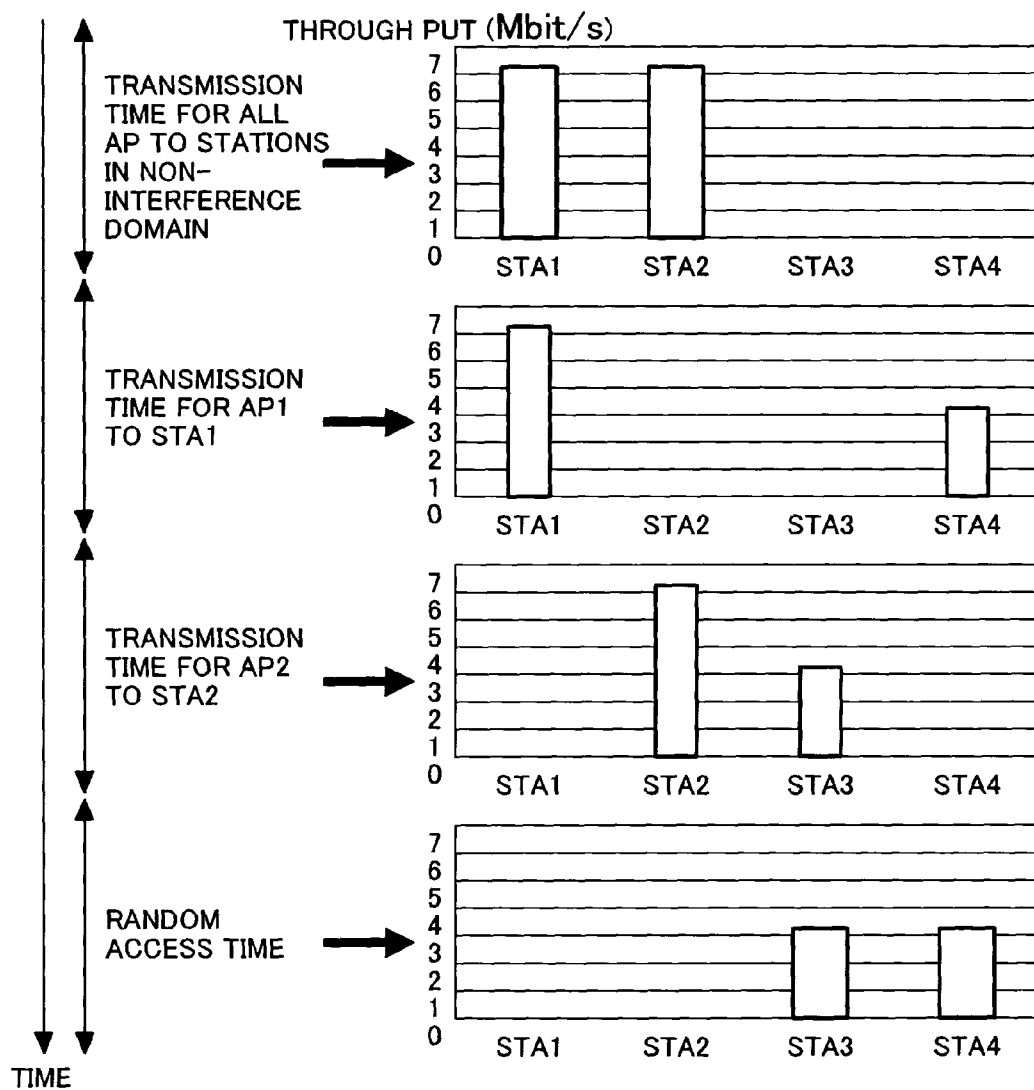 THROUGH PUT (Mbit/s)
TRANSMISSION
TIME FOR ALL
AP TO STATIONS
IN NON-
INTERFERENCE
DOMAIN
7
6
5
4
3
2
1
0
STA1 STA2 STA3 STA4
TRANSMISSION
TIME FOR AP1
TO STA1
7
6
5
4
3
2
1
0
STA1 STA2 STA3 STA4
TRANSMISSION
TIME FOR AP2
TO STA2
7
6
5
4
3
2
1
0
STA1 STA2 STA3 STA4
RANDOM
ACCESS TIME
7
6
5
4
3
2
1
0
STA1 STA2 STA3 STA4
TIME